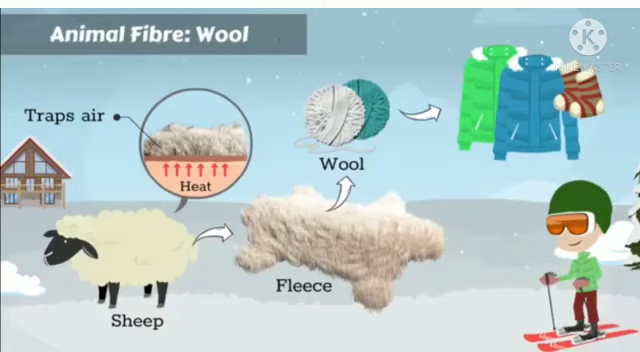 Animal Fibre: Wool
K
Traps air
Heat
Wool
Fleece
Sheep